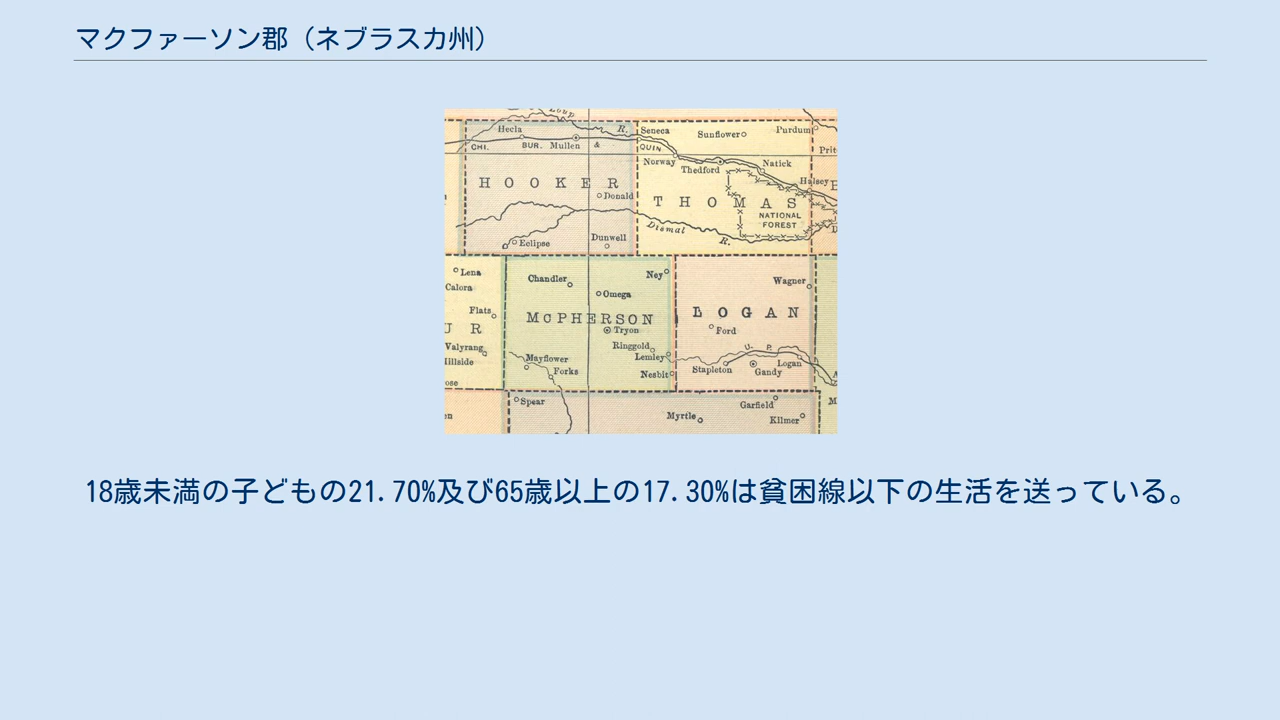 マクファーソン郡（ネブラスカ州）
Loup
Hecla
R.
Seneca
Sunflower
Purdum
CHI.
BUR.
Mullen
&
QUIN
Norway
Thedford
Natick
Halsey
HOOKER
Donald
THOMAS
NATIONAL
FOREST
Dismal
R.
Eclipse
Dunwell
Lena
Calora
Chandler
Ney
Wagner
Omega
Flats
McPHERSON
LOGAN
Tryon
Ford
Valyrang
Ringgold
Lemley
U.
P.
Mayflower
Forks
Nesbit
Stapleton
Gandy
Logan
Spear
Myrtle
Garfield
Kilmer
18歳未満の子どもの21.70%及び65歳以上の17.30%は貧困線以下の生活を送っている。